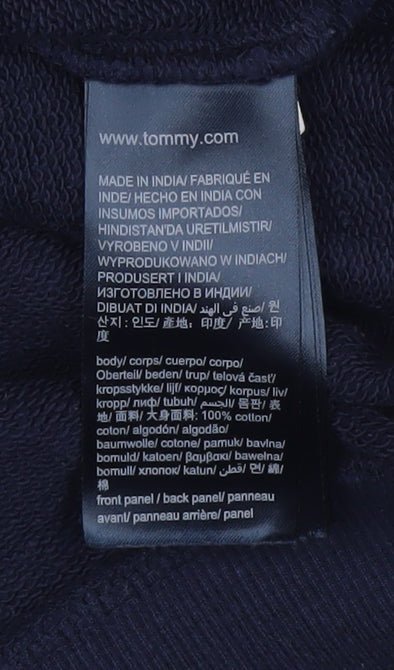 www.tommy.com
MADE IN INDIA/ FABRIQUÉ EN
INDE/ HECHO EN INDIA CON
INSUMOS IMPORTADOS/
HINDISTAN'DA URETILMISTIR/
VYROBENO V INDII/
WYPRODUKOWANO W INDIACH/
PRODUSERT I INDIA/
ИЗГОТОВЛЕНО В ИНДИИ/
DIBUAT DI INDIA/ صنع في الهند/ 원
산지: 인도/ 產地: 印度/ 产地:印
度
body/ corps/ cuerpo/ corpo/
Oberteil/ beden/ trup/ telová časť/
kropsstykke/ lijf/ κορμος/ korpus/ liv/
kropp/ лиф/ tubuh/ الجسم/ 몸판/ 表
地/ 面料/ 大身面料: 100% cotton/
coton/ algodón/ algodão/
baumwolle/ cotone/ pamuk/ bavlna/
bomuld/ katoen/ βαμβακι/ bawełna/
bomull/ хлопок/ katun/ قطن/ 면/ 綿/
棉
front panel / back panel/ panneau
avant/ panneau arrière/ panel